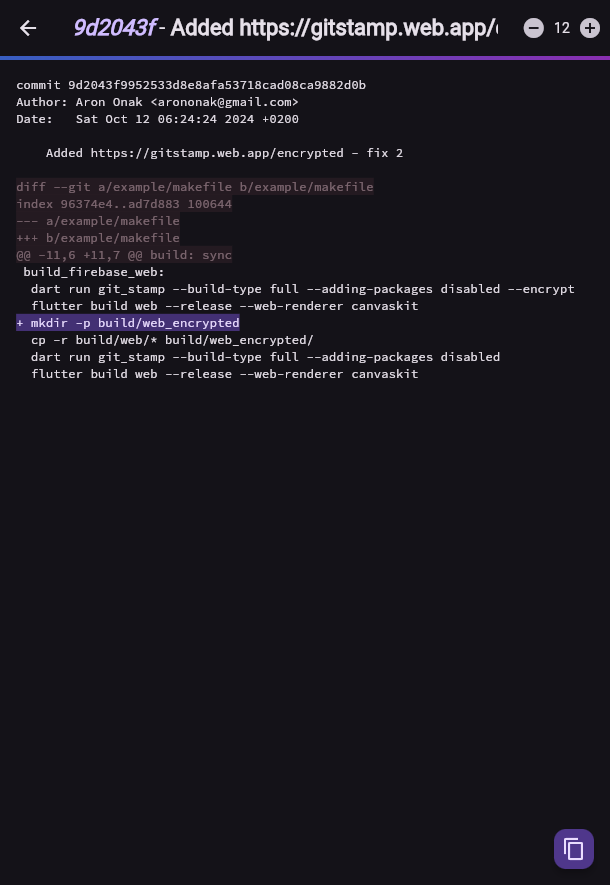 9d2043f - Added https://gitstamp.web.app/
12
commit 9d2043f9952533d8e8afa53718cad08ca9882d0b
Author: Aron Onak <arononak@gmail.com>
Date:   Sat Oct 12 06:24:24 2024 +0200
Added https://gitstamp.web.app/encrypted - fix 2
diff --git a/example/makefile b/example/makefile
index 96374e4..ad7d883 100644
--- a/example/makefile
+++ b/example/makefile
@@ -11,6 +11,7 @@ build: sync
build_firebase_web:
dart run git_stamp --build-type full --adding-packages disabled --encrypt
flutter build web --release --web-renderer canvaskit
+ mkdir -p build/web_encrypted
cp -r build/web/* build/web_encrypted/
dart run git_stamp --build-type full --adding-packages disabled
flutter build web --release --web-renderer canvaskit